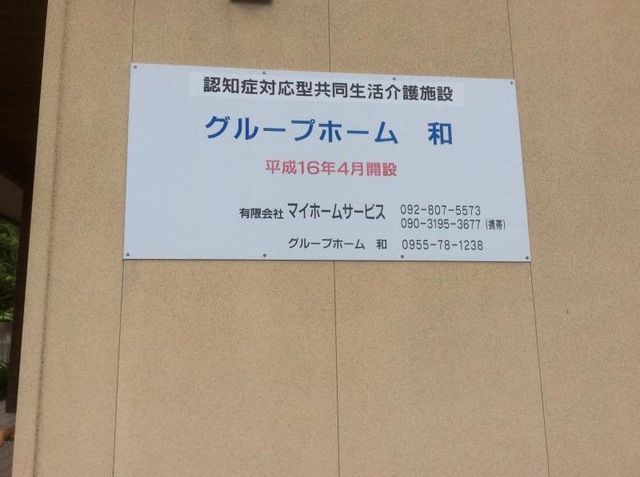 認知症対応型共同生活介護施設
グループホーム 和
平成16年4月開設
有限会社 マイホームサービス 092-807-5573
090-3195-3677 (携帯)
グループホーム 和 0955-78-1238